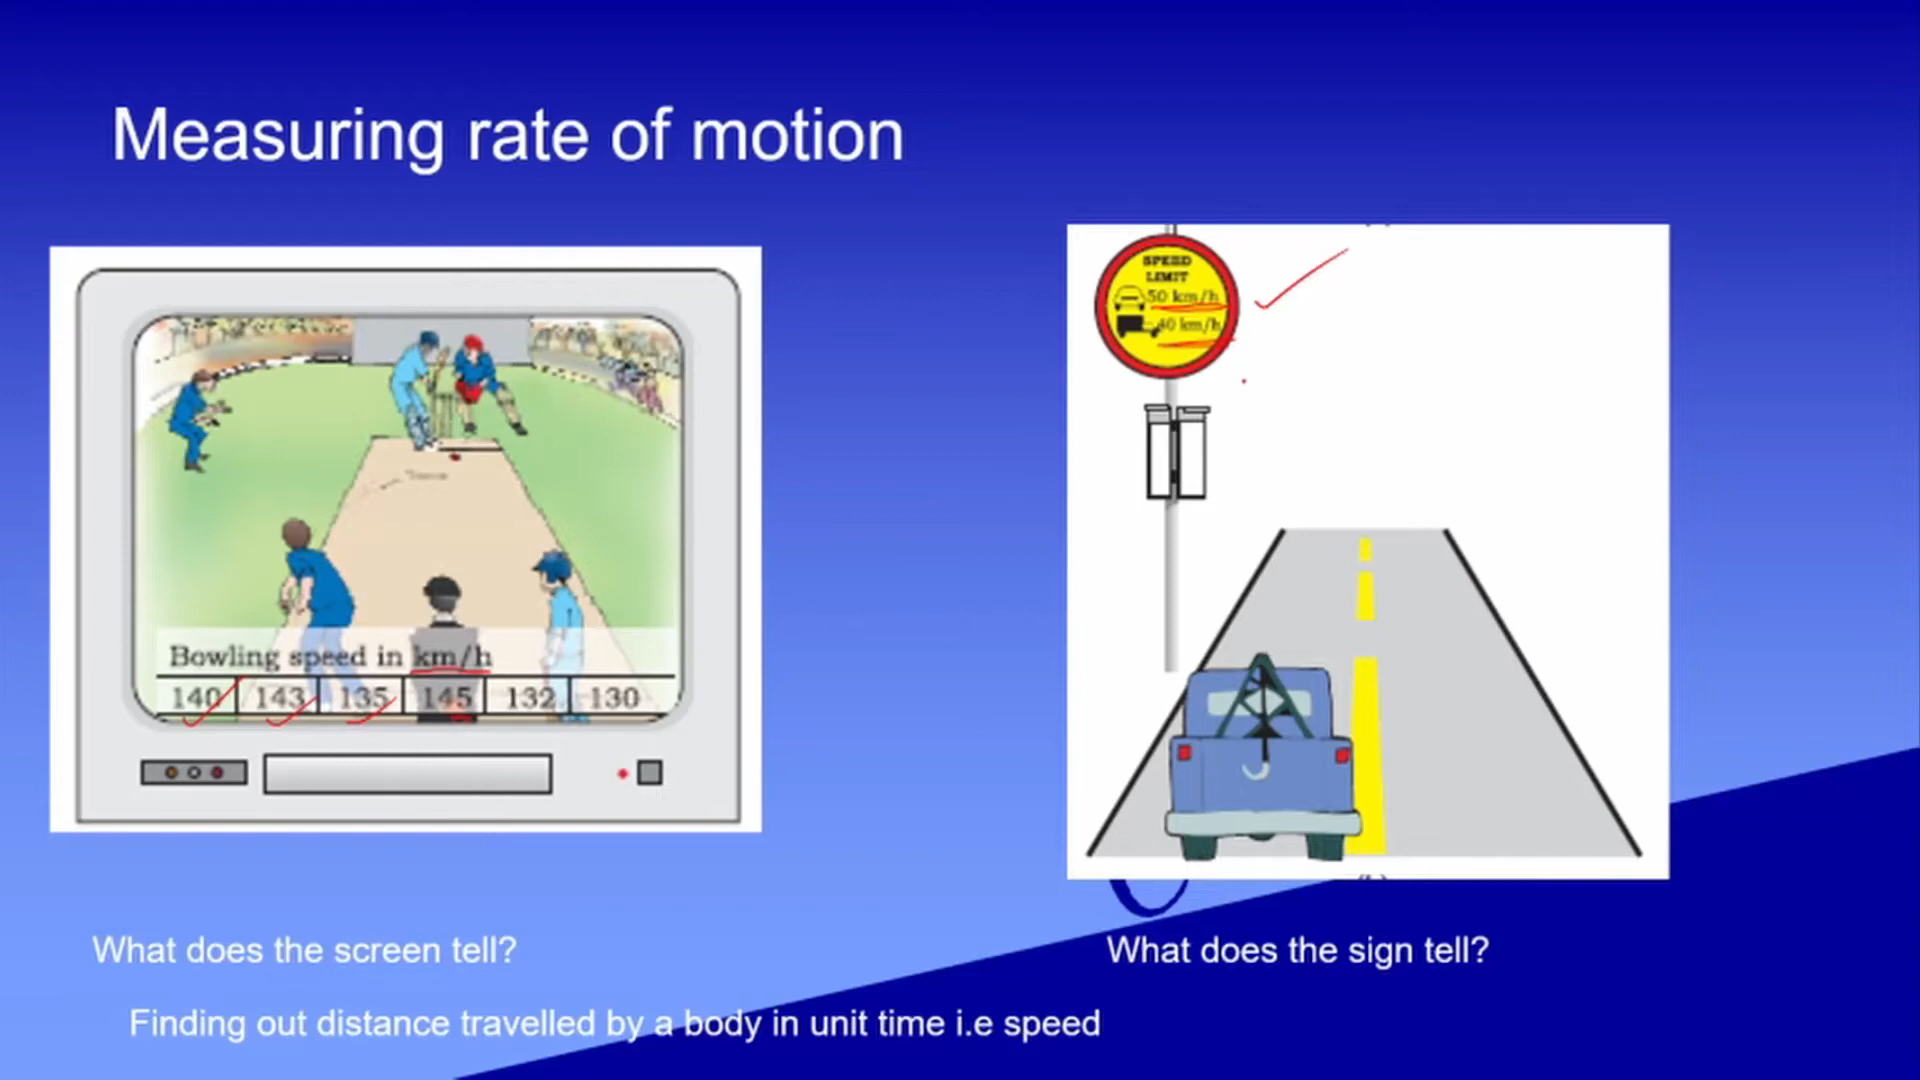 Measuring rate of motion
Bowling speed in km/h
140 143 135 145 132 130
SPEED
LIMIT
50 km/h
40 km/h
What does the screen tell?
What does the sign tell?
Finding out distance travelled by a body in unit time i.e speed